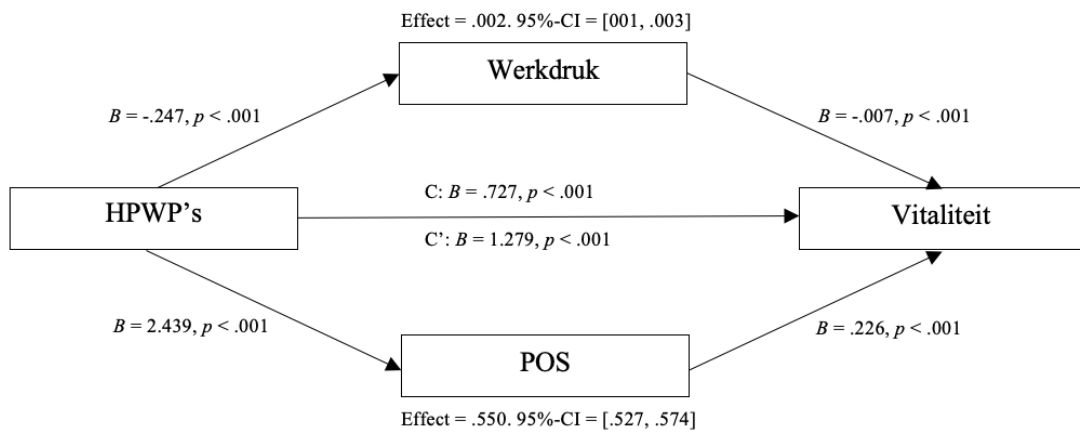 Effect = .002. 95%-CI = [001, .003]
Werkdruk
B = -.247, p < .001
B = -.007, p < .001
C: B = .727, p < .001
HPWP’s
Vitaliteit
C’: B = 1.279, p < .001
B = 2.439, p < .001
B = .226, p < .001
POS
Effect = .550. 95%-CI = [.527, .574]